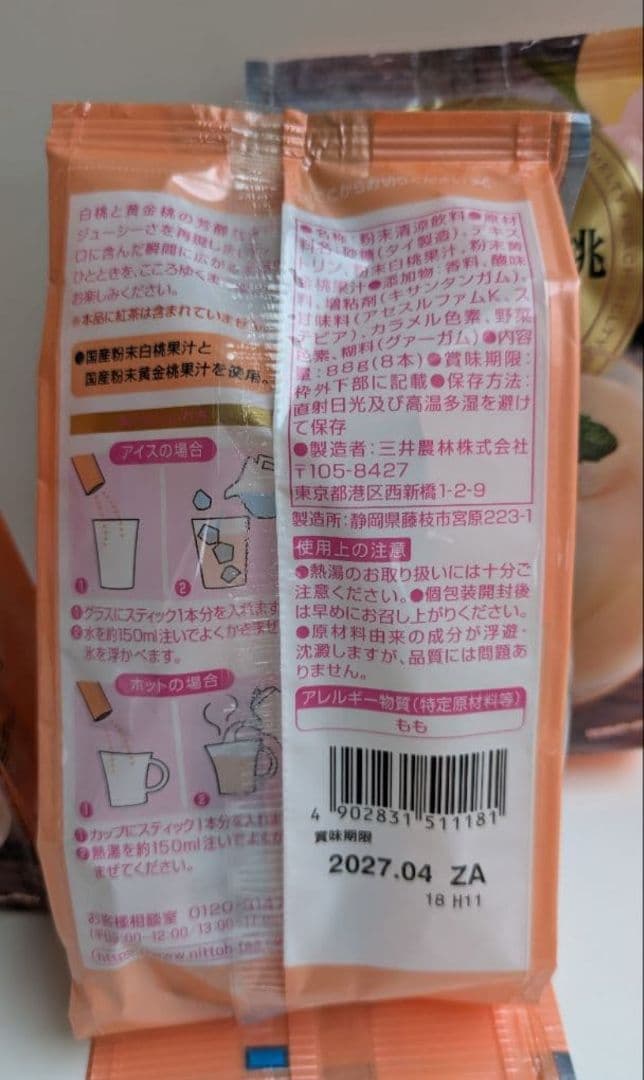 白桃と黄金桃の芳醇
ジューシーさを再現しまし
口に含んだ瞬間に広がる
ひとときを、こころゆくま
お楽しみください。
※本品に紅茶は含まれていません
●国産粉末白桃果汁と
国産粉末黄金桃果汁を使用。
アイスの場合
1
2
❶グラスにスティック1本分を入れます
❷水を約150ml注いでよくかきまぜ
氷を浮かべます。
ホットの場合
1
2
❶カップにスティック1本分を入れま
❷熱湯を約150ml注いでよくか
まぜてください。
お客様相談室 0120-3147
●名称:粉末清涼飲料●原材
料名:砂糖(タイ製造)、デキス
トリン、粉末白桃果汁、粉末黄
金桃果汁●添加物:香料、酸味
料、増粘剤(キサンタンガム)、
甘味料(アセスルファムK、ス
テビア)、カラメル色素、野菜
色素、糊料(グァーガム)●内容
量:88g(8本)●賞味期限:
枠外下部に記載●保存方法:
直射日光及び高温多湿を避け
て保存
●製造者:三井農林株式会社
〒105-8427
東京都港区西新橋1-2-9
製造所:静岡県藤枝市宮原223-1
使用上の注意
●熱湯のお取り扱いには十分ご
注意ください。●個包装開封後
は早めにお召し上がりください。
●原材料由来の成分が浮遊・
沈澱しますが、品質には問題あ
りません。
アレルギー物質(特定原材料等)
もも
4 902831 511181
賞味期限
2027.04 ZA
18 H11
桃